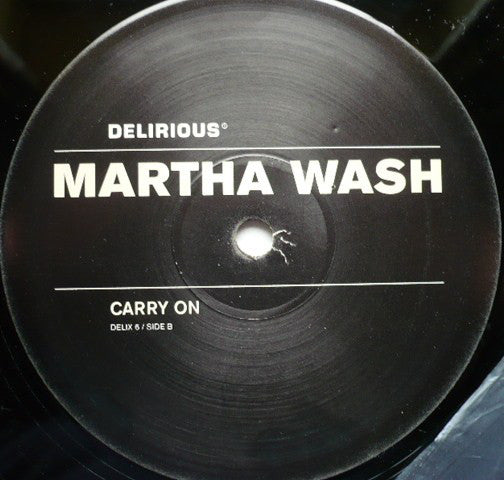 DELIRIOUS©
MARTHA WASH
CARRY ON
DELIX 6 / SIDE B